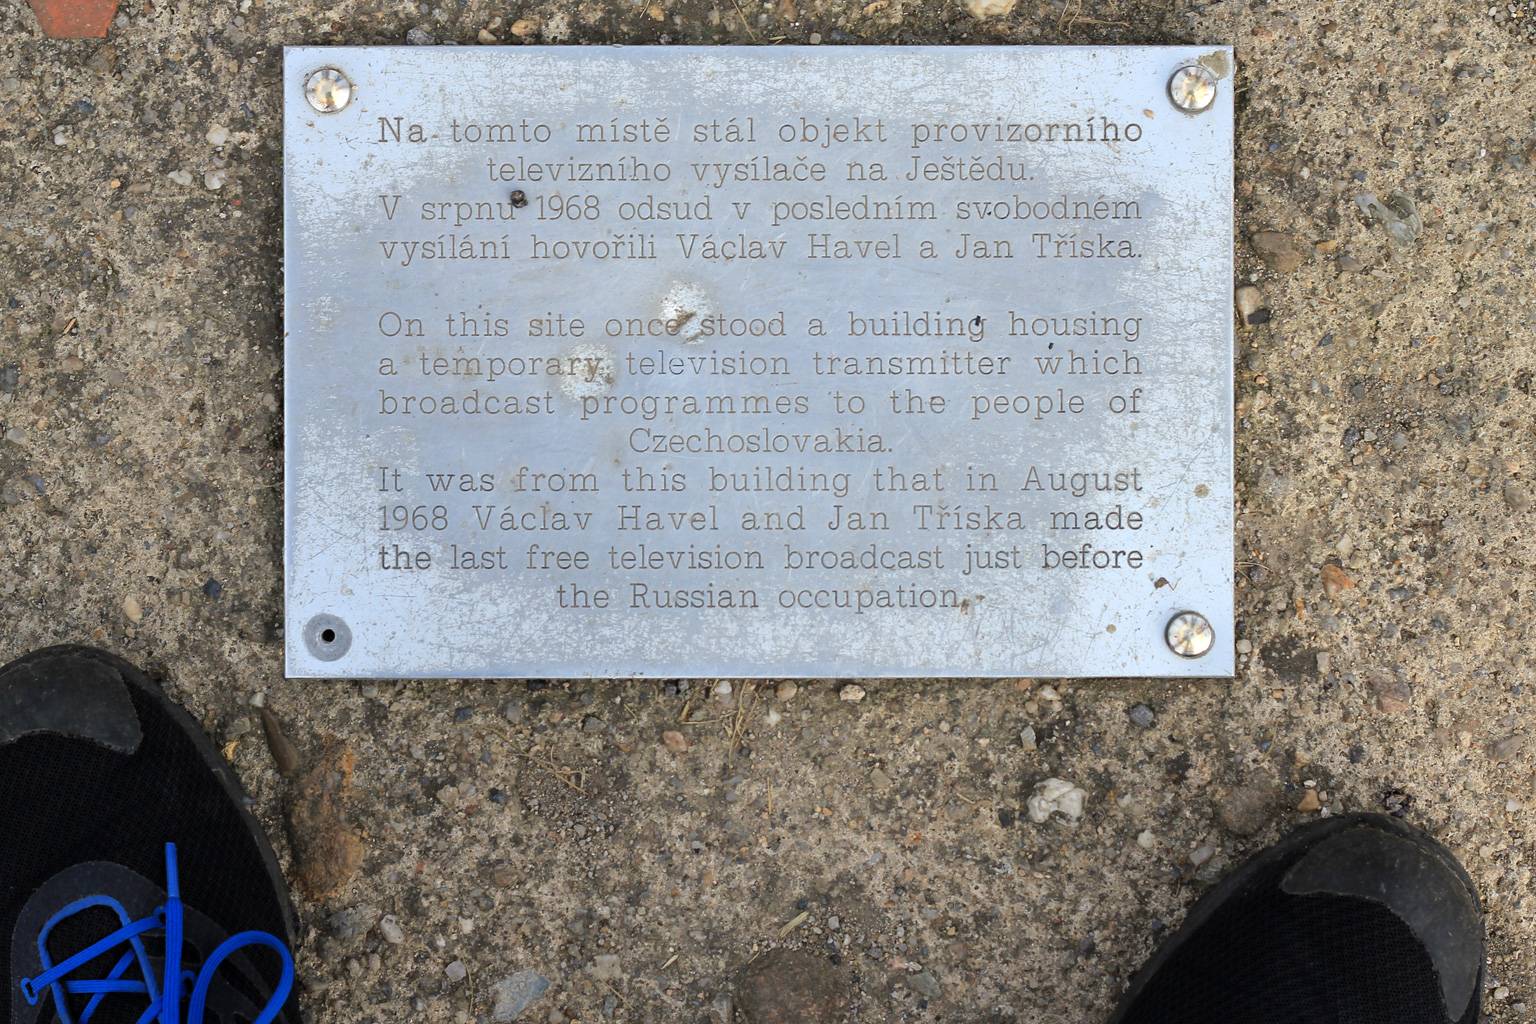 Na tomto místě stál objekt provizorního
televizního vysílače na Ještědu.
V srpnu 1968 odsud v posledním svobodném
vysílání hovořili Václav Havel a Jan Tříska.
On this site once stood a building housing
a temporary television transmitter which
broadcast programmes to the people of
Czechoslovakia.
It was from this building that in August
1968 Václav Havel and Jan Tříska made
the last free television broadcast just before
the Russian occupation.